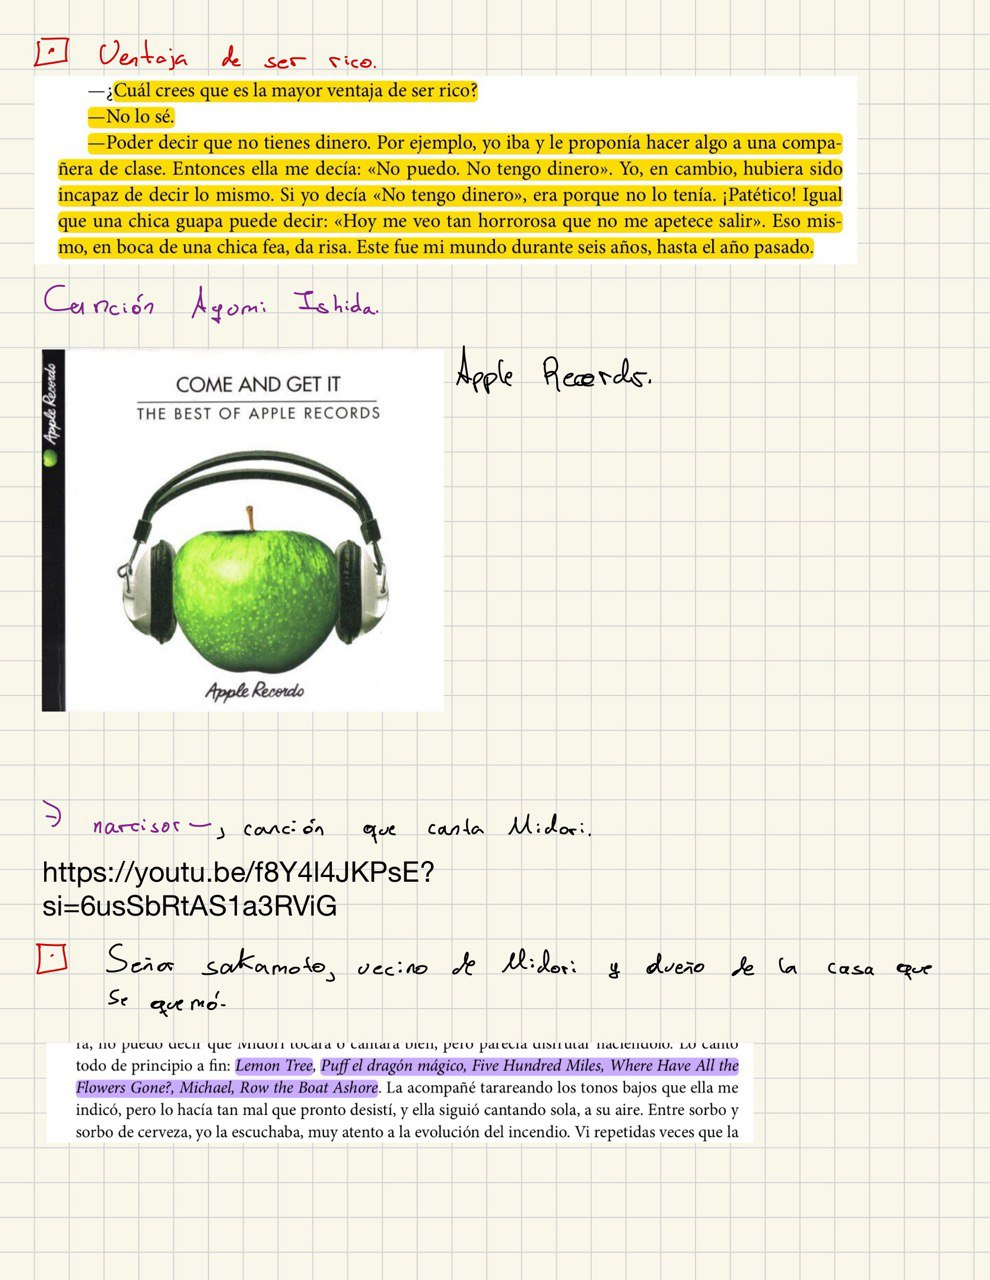 Ventaja de ser rico.
—¿Cuál crees que es la mayor ventaja de ser rico?
—No lo sé.
—Poder decir que no tienes dinero. Por ejemplo, yo iba y le proponía hacer algo a una compa-
ñera de clase. Entonces ella me decía: «No puedo. No tengo dinero». Yo, en cambio, hubiera sido
incapaz de decir lo mismo. Si yo decía «No tengo dinero», era porque no lo tenía. ¡Patético! Igual
que una chica guapa puede decir: «Hoy me veo tan horrorosa que no me apetece salir». Eso mis-
mo, en boca de una chica fea, da risa. Este fue mi mundo durante seis años, hasta el año pasado.
Canción Ayumi Ishida.
Apple Records
COME AND GET IT
THE BEST OF APPLE RECORDS
Apple Records
Apple Records.
narcisor →, canción que canta Midori.
https://youtu.be/f8Y4l4JKPsE?
si=6usSbRtAS1a3RViG
Señor sakamoto, vecino de Midori y dueño de la casa que
se quemó.
ra, no puedo decir que Midori tocara o cantara bien, pero parecía disfrutar haciéndolo. Lo cantó
todo de principio a fin: Lemon Tree, Puff el dragón mágico, Five Hundred Miles, Where Have All the
Flowers Gone?, Michael, Row the Boat Ashore. La acompañé tarareando los tonos bajos que ella me
indicó, pero lo hacía tan mal que pronto desistí, y ella siguió cantando sola, a su aire. Entre sorbo y
sorbo de cerveza, yo la escuchaba, muy atento a la evolución del incendio. Vi repetidas veces que la